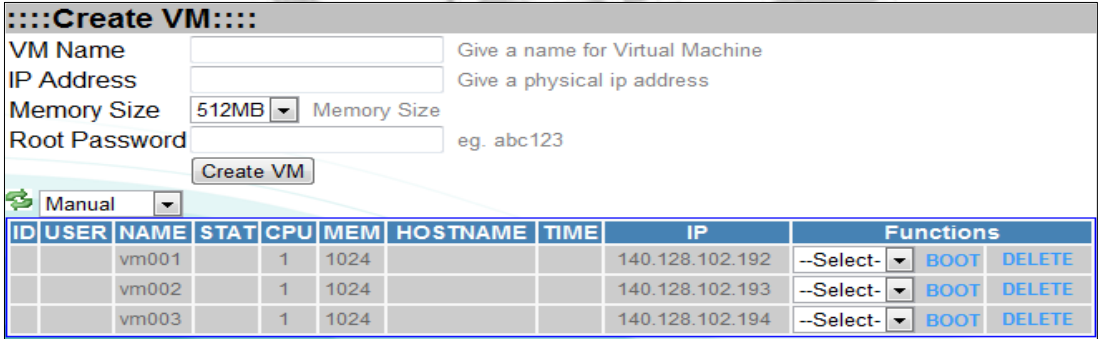 ::::Create VM::::
VM Name Give a name for Virtual Machine
IP Address Give a physical ip address
Memory Size 512MB Memory Size
Root Password eg. abc123
Create VM
Manual
ID USER NAME STAT CPU MEM HOSTNAME TIME IP Functions
vm001 1 1024 140.128.102.192 --Select- BOOT DELETE
vm002 1 1024 140.128.102.193 --Select- BOOT DELETE
vm003 1 1024 140.128.102.194 --Select- BOOT DELETE